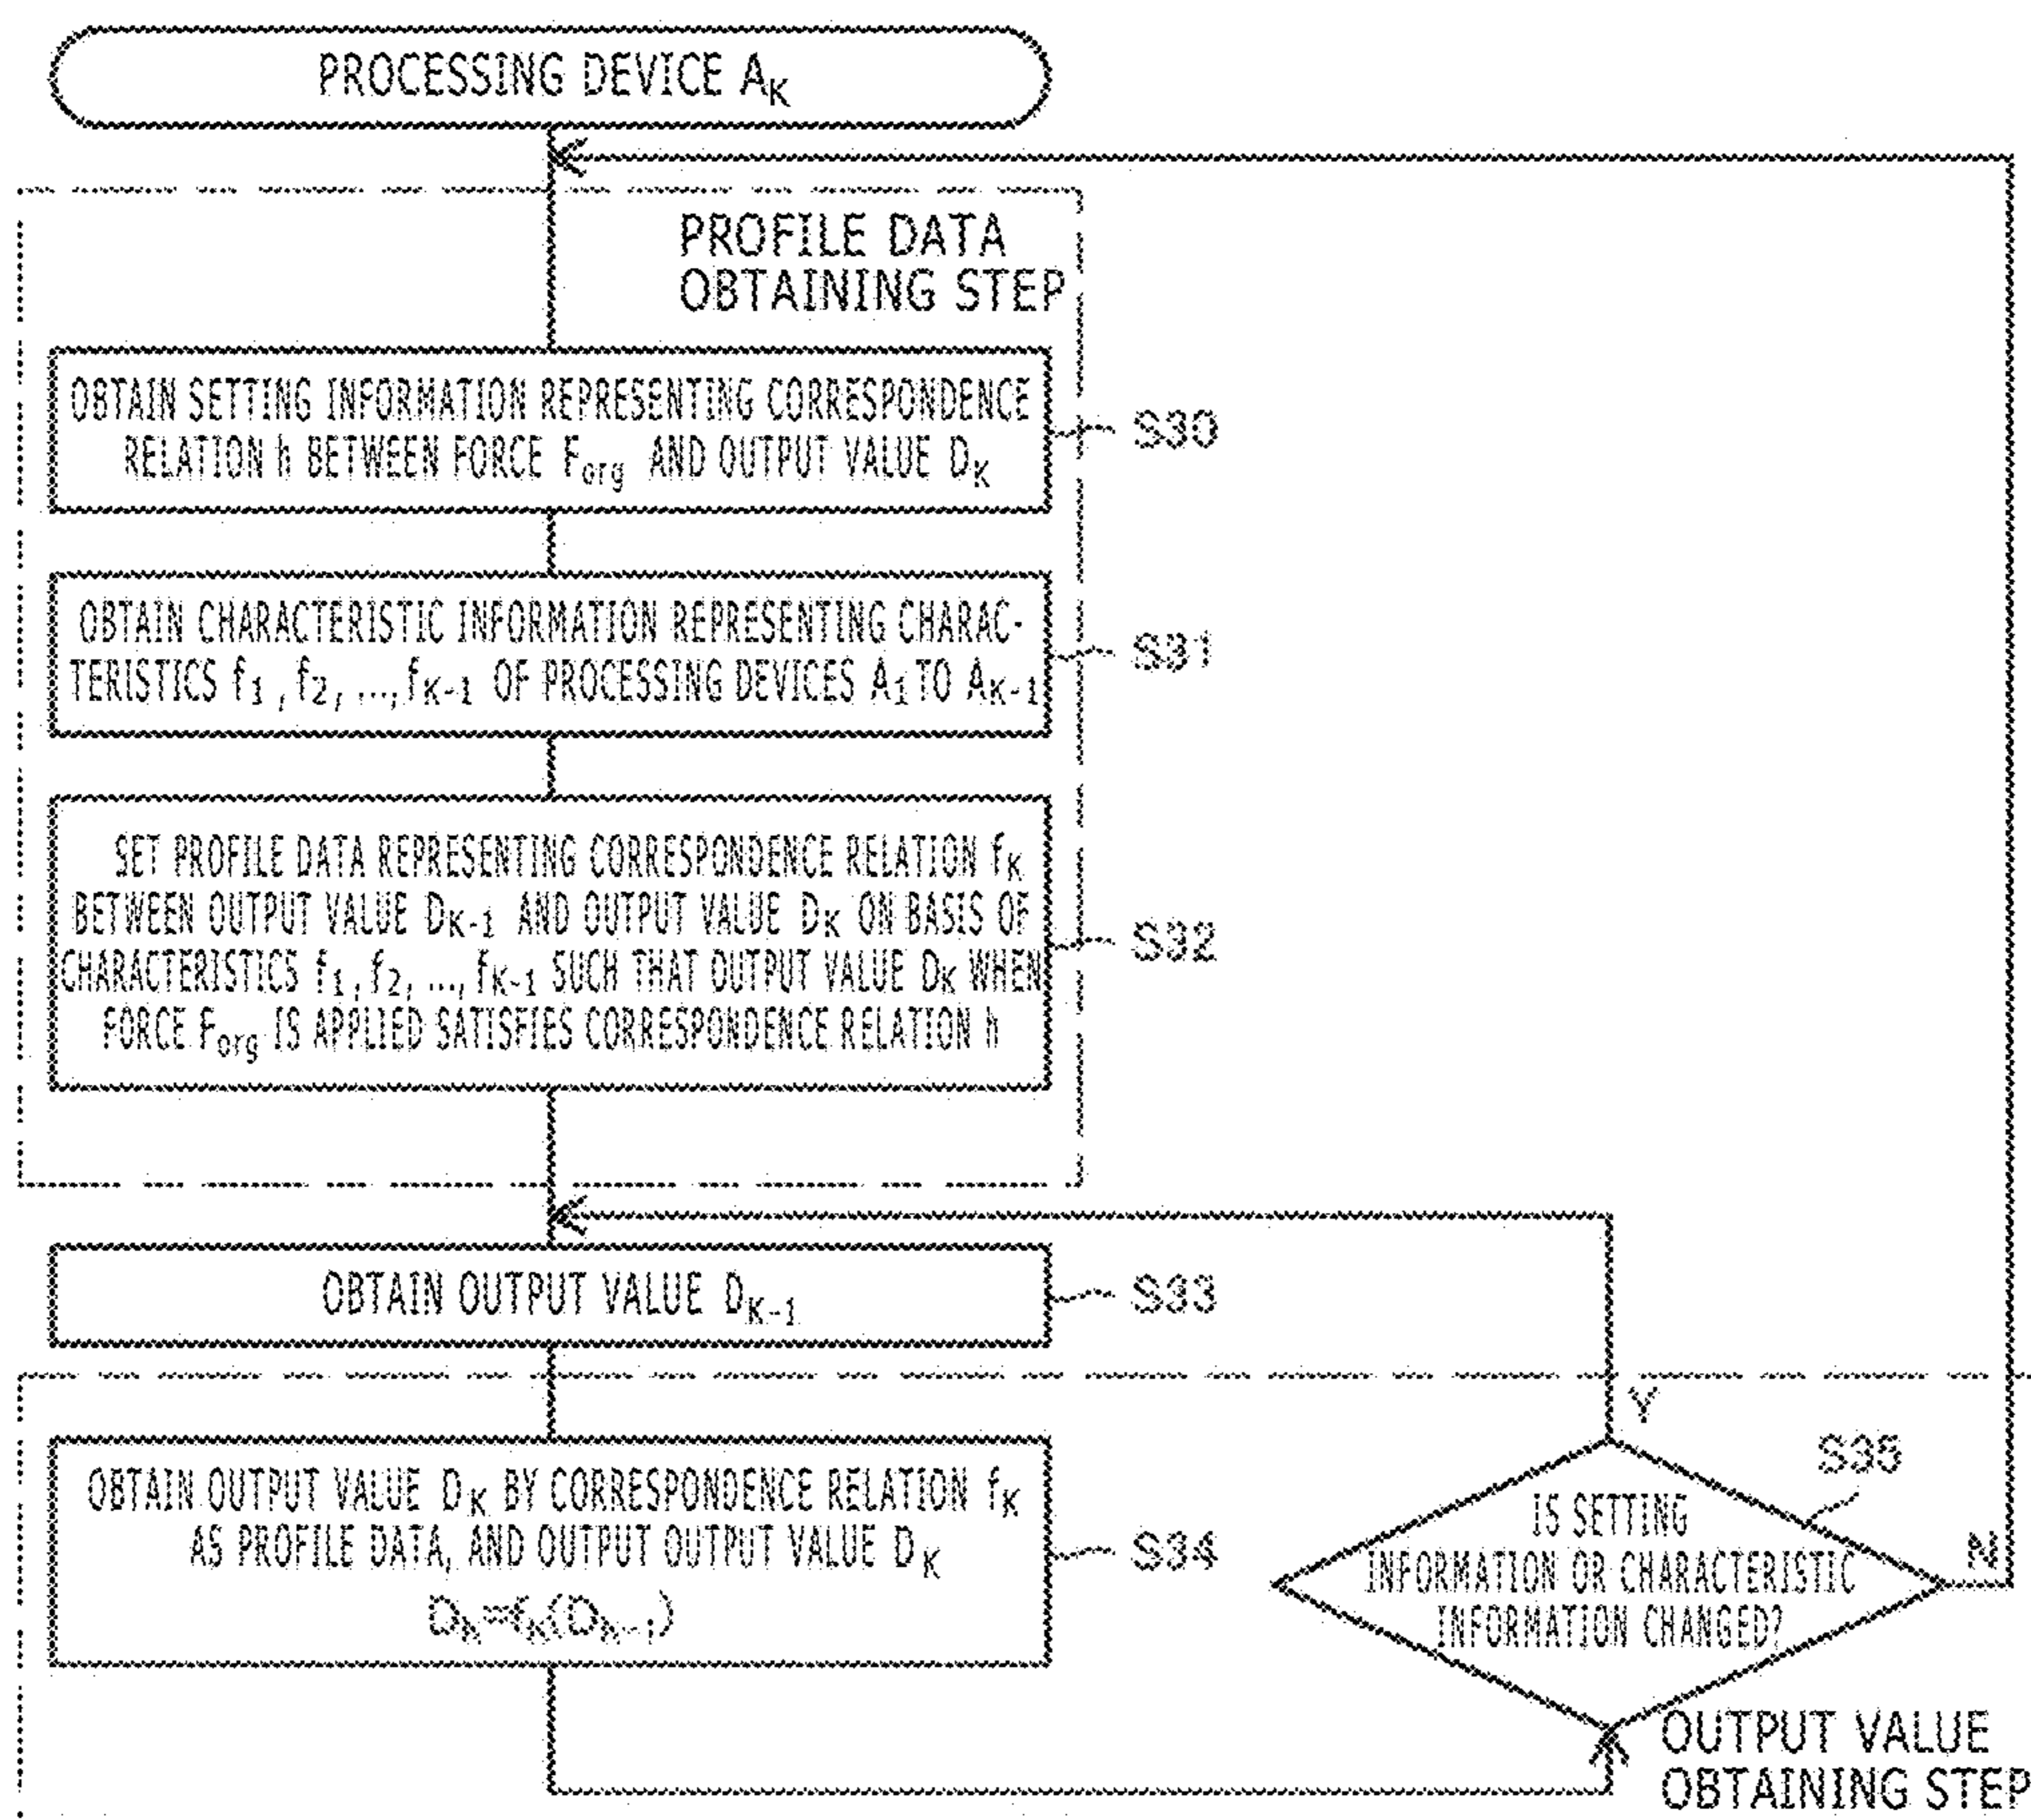 PROCESSING DEVICE A_K
PROFILE DATA
OBTAINING STEP
OBTAIN SETTING INFORMATION REPRESENTING CORRESPONDENCE
RELATION h BETWEEN FORCE F_org AND OUTPUT VALUE D_K
S30
OBTAIN CHARACTERISTIC INFORMATION REPRESENTING CHARAC-
TERISTICS f_1, f_2, ..., f_K-1 OF PROCESSING DEVICES A_1 TO A_K-1
S31
SET PROFILE DATA REPRESENTING CORRESPONDENCE RELATION f_K
BETWEEN OUTPUT VALUE D_K-1 AND OUTPUT VALUE D_K ON BASIS OF
CHARACTERISTICS f_1, f_2, ..., f_K-1 SUCH THAT OUTPUT VALUE D_K WHEN
FORCE F_org IS APPLIED SATISFIES CORRESPONDENCE RELATION h
S32
OBTAIN OUTPUT VALUE D_K-1
S33
OBTAIN OUTPUT VALUE D_K BY CORRESPONDENCE RELATION f_K
AS PROFILE DATA, AND OUTPUT OUTPUT VALUE D_K
D_k=f_k(D_k-1)
S34
Y
S35
IS SETTING
INFORMATION OR CHARACTERISTIC
INFORMATION CHANGED?
N
OUTPUT VALUE
OBTAINING STEP